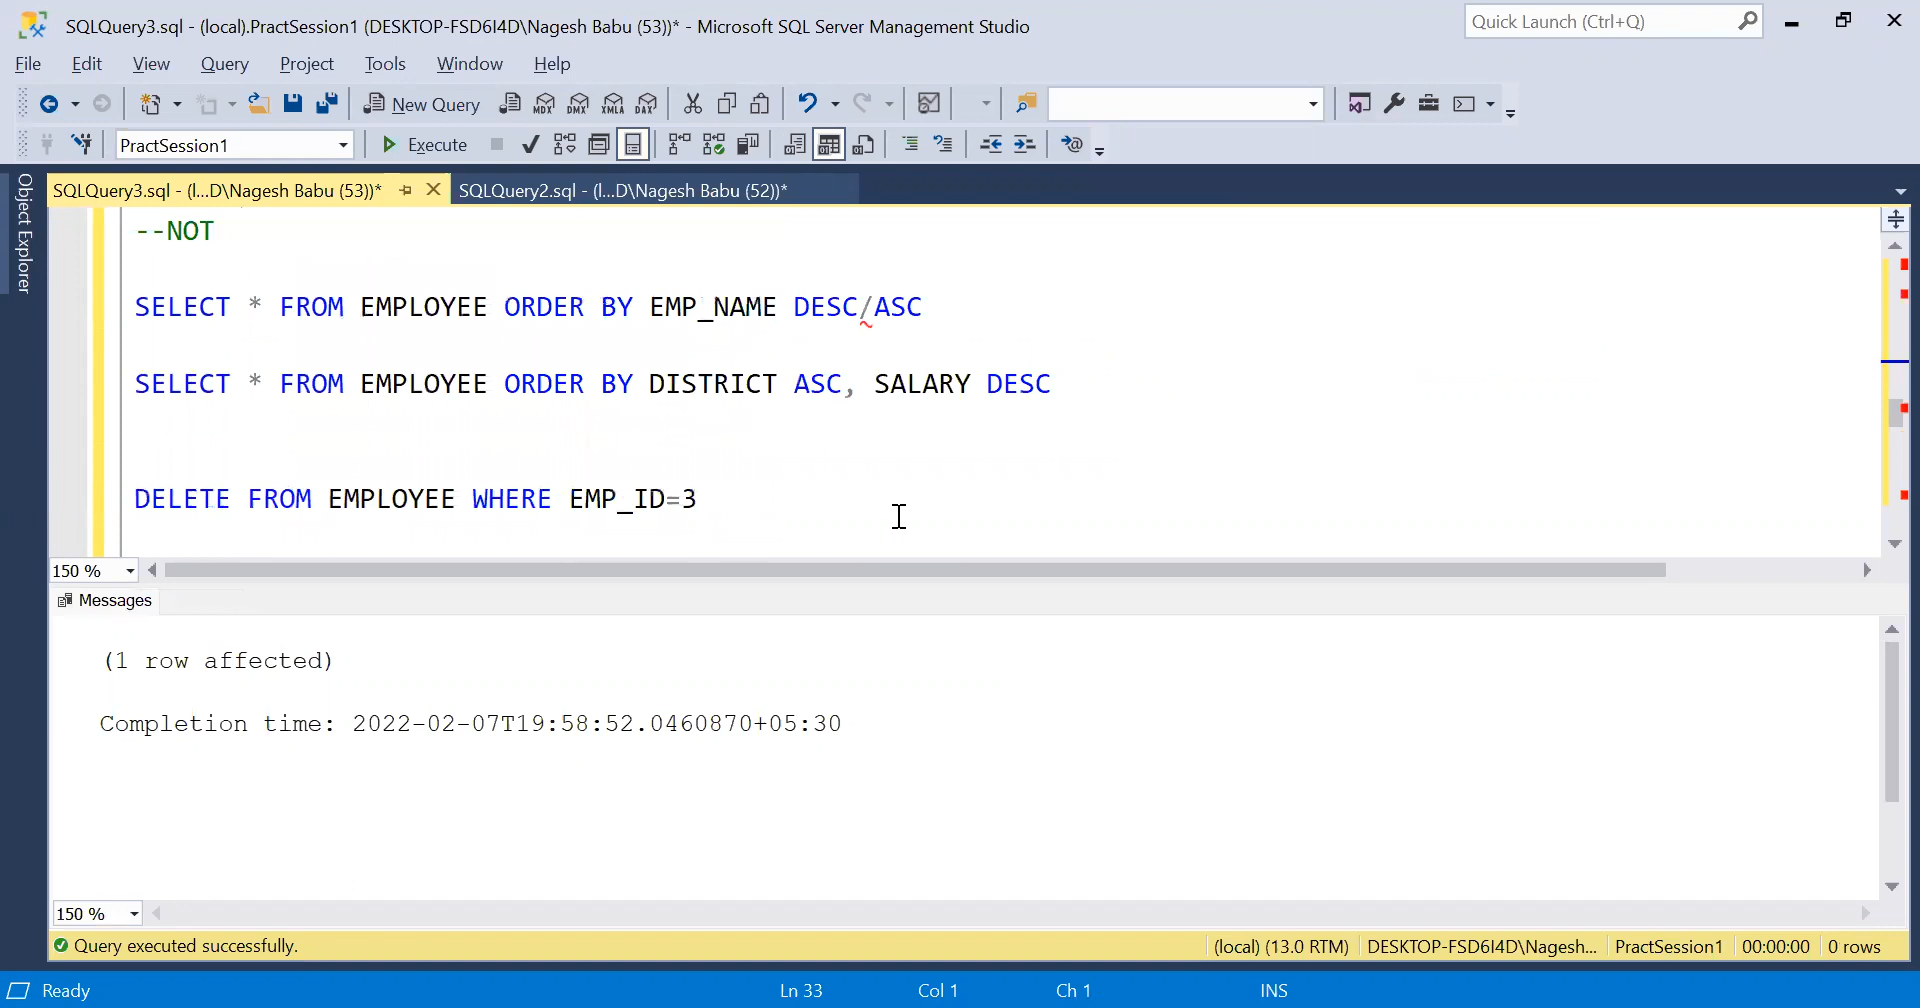 SQLQuery3.sql - (local).PractSession1 (DESKTOP-FSD6I4D\Nagesh Babu (53))* - Microsoft SQL Server Management Studio
Quick Launch (Ctrl+Q)
File Edit View Query Project Tools Window Help
New Query MDX DMX XMLA DAX
PractSession1 Execute
Object Explorer
SQLQuery3.sql - (l...D\Nagesh Babu (53))* SQLQuery2.sql - (l...D\Nagesh Babu (52))*
--NOT
SELECT * FROM EMPLOYEE ORDER BY EMP_NAME DESC/ASC
SELECT * FROM EMPLOYEE ORDER BY DISTRICT ASC, SALARY DESC
DELETE FROM EMPLOYEE WHERE EMP_ID=3
150 %
Messages
(1 row affected)
Completion time: 2022-02-07T19:58:52.0460870+05:30
150 %
Query executed successfully. (local) (13.0 RTM) DESKTOP-FSD6I4D\Nagesh... PractSession1 00:00:00 0 rows
Ready Ln 33 Col 1 Ch 1 INS